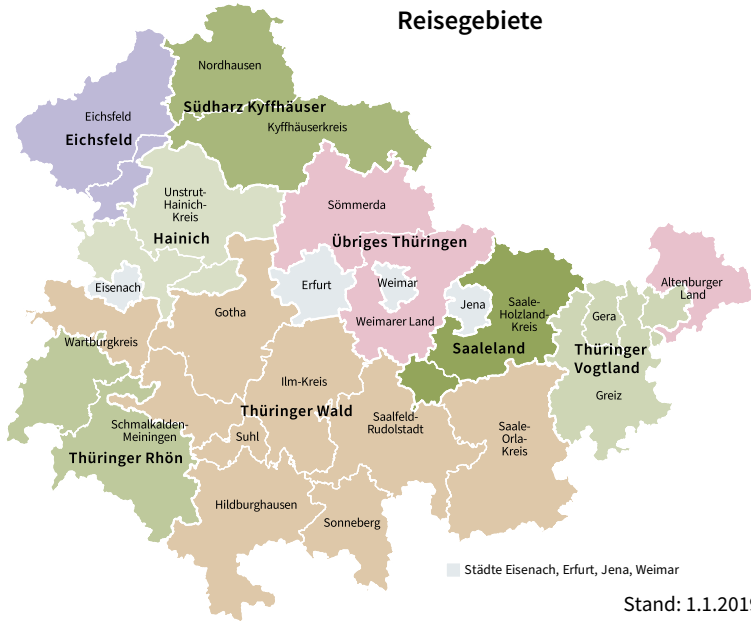 Reisegebiete
Nordhausen
Südharz Kyffhäuser
Kyffhäuserkreis
Eichsfeld
Eichsfeld
Unstrut-
Hainich-
Kreis
Hainich
Sömmerda
Übriges Thüringen
Eisenach
Erfurt
Weimar
Weimarer Land
Jena
Saale-
Holzland-
Kreis
Saaleland
Altenburger
Land
Gera
Thüringer
Vogtland
Greiz
Gotha
Wartburgkreis
Ilm-Kreis
Thüringer Wald
Schmalkalden-
Meiningen
Thüringer Rhön
Suhl
Saalfeld-
Rudolstadt
Saale-
Orla-
Kreis
Hildburghausen
Sonneberg
Städte Eisenach, Erfurt, Jena, Weimar
Stand: 1.1.2019